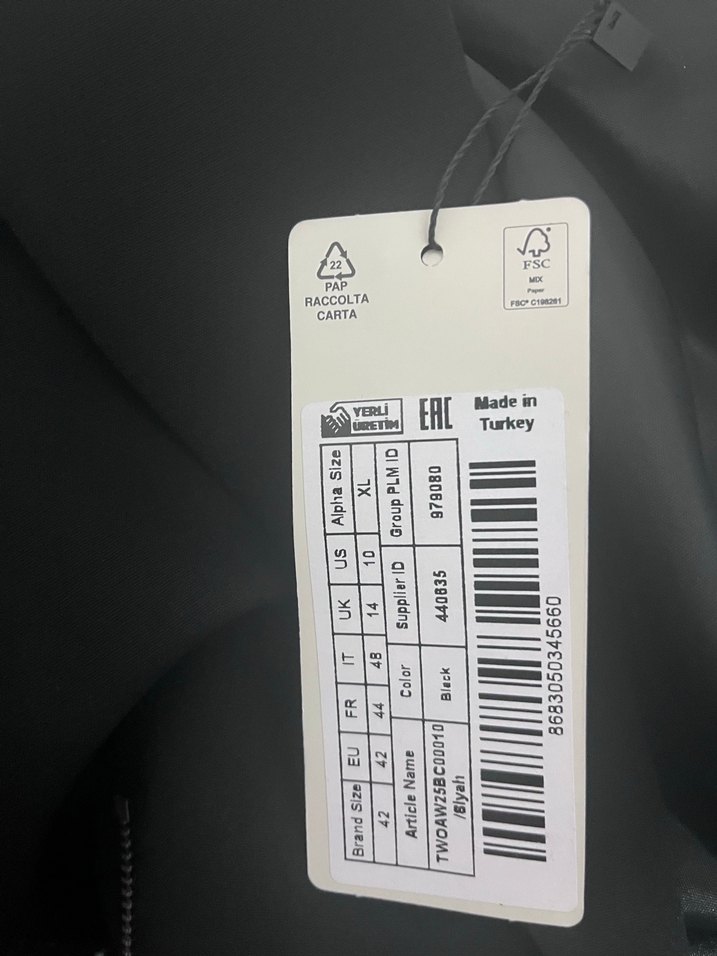 22
PAP
RACCOLTA
CARTA
FSC
MIX
Paper
FSC® C198281
YERLİ
ÜRETİM
EAC
Made in
Turkey
Brand Size EU FR IT UK US Alpha Size
42 42 44 48 14 10 XL
Article Name Color Supplier ID Group PLM ID
TWOAW25BC00010 Black 440835 979080
/Siyah
8683050345660